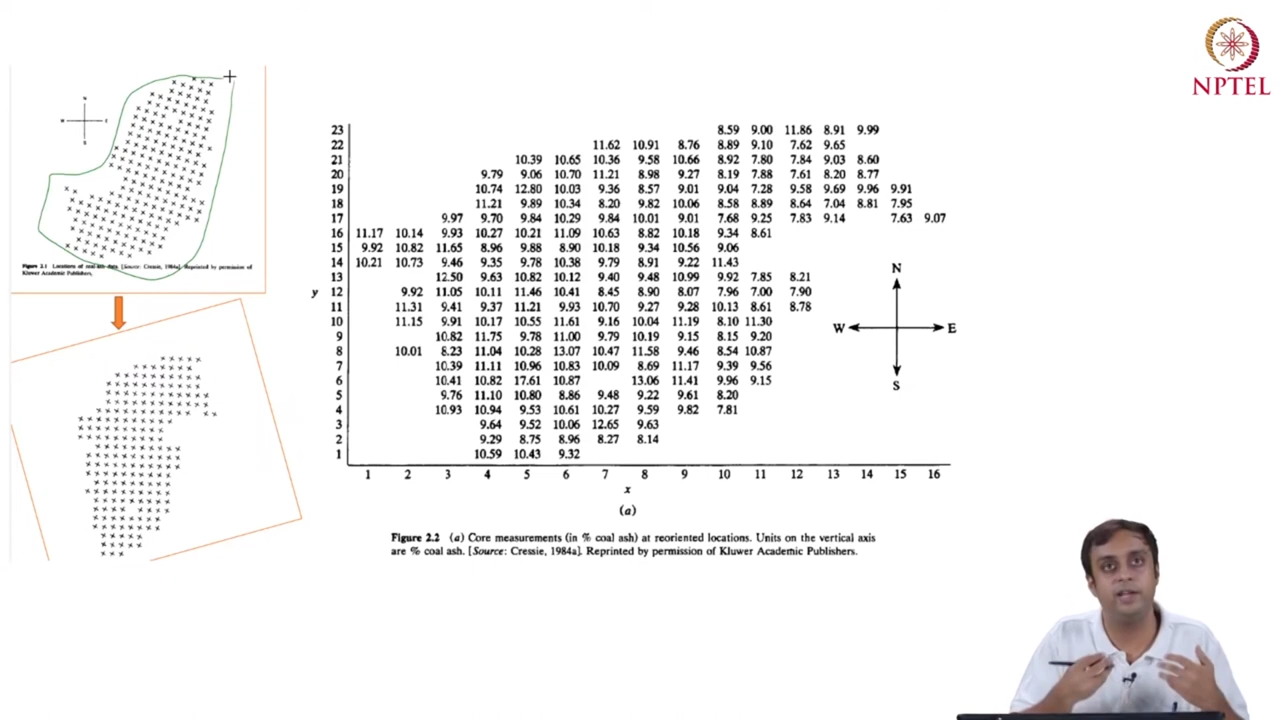 NPTEL
N
W
E
S
Figure 2.1 Locations of coal-ash data. [Source: Cressie, 1984a]. Reprinted by permission of
Kluwer Academic Publishers.
23 8.59 9.00 11.86 8.91 9.99
22 11.62 10.91 8.76 8.89 9.10 7.62 9.65
21 10.39 10.65 10.36 9.58 10.66 8.92 7.80 7.84 9.03 8.60
20 9.79 9.06 10.70 11.21 8.98 9.27 8.19 7.88 7.61 8.20 8.77
19 10.74 12.80 10.03 9.36 8.57 9.01 9.04 7.28 9.58 9.69 9.96 9.91
18 11.21 9.89 10.34 8.20 9.82 10.06 8.58 8.89 8.64 7.04 8.81 7.95
17 9.97 9.70 9.84 10.29 9.84 10.01 9.01 7.68 9.25 7.83 9.14 7.63 9.07
16 11.17 10.14 9.93 10.27 10.21 11.09 10.63 8.82 10.18 9.34 8.61
15 9.92 10.82 11.65 8.96 9.88 8.90 10.18 9.34 10.56 9.06
14 10.21 10.73 9.46 9.35 9.78 10.38 9.79 8.91 9.22 11.43
13 12.50 9.63 10.82 10.12 9.40 9.48 10.99 9.92 7.85 8.21
y 12 9.92 11.05 10.11 11.46 10.41 8.45 8.90 8.07 7.96 7.00 7.90
11 11.31 9.41 9.37 11.21 9.93 10.70 9.27 9.28 10.13 8.61 8.78
10 11.15 9.91 10.17 10.55 11.61 9.16 10.04 11.19 8.10 11.30
9 10.82 11.75 9.78 11.00 9.79 10.19 9.15 8.15 9.20
8 10.01 8.23 11.04 10.28 13.07 10.47 11.58 9.46 8.54 10.87
7 10.39 11.11 10.96 10.83 10.09 8.69 11.17 9.39 9.56
6 10.41 10.82 17.61 10.87 13.06 11.41 9.96 9.15
5 9.76 11.10 10.80 8.86 9.48 9.22 9.61 8.20
4 10.93 10.94 9.53 10.61 10.27 9.59 9.82 7.81
3 9.64 9.52 10.06 12.65 9.63
2 9.29 8.75 8.96 8.27 8.14
1 10.59 10.43 9.32
1 2 3 4 5 6 7 8 9 10 11 12 13 14 15 16
x
(a)
N
W
E
S
Figure 2.2 (a) Core measurements (in % coal ash) at reoriented locations. Units on the vertical axis
are % coal ash. [Source: Cressie, 1984a]. Reprinted by permission of Kluwer Academic Publishers.